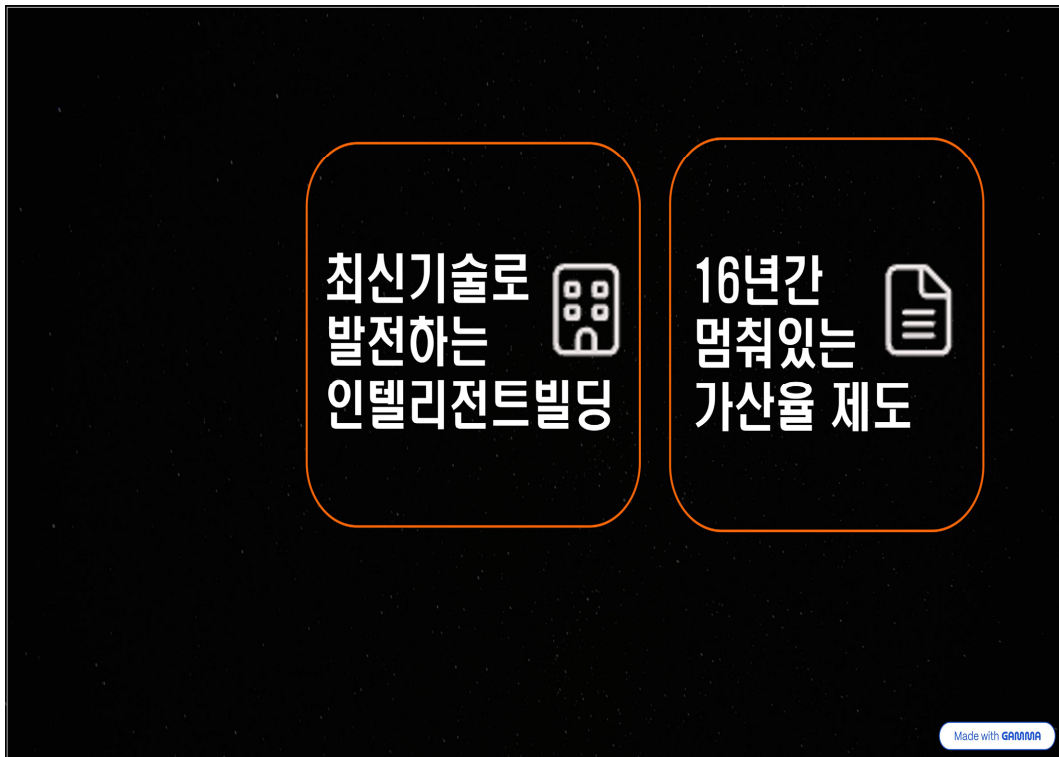 최신기술로
발전하는
인텔리전트빌딩
16년간
멈춰있는
가산율 제도
Made with GAMMA